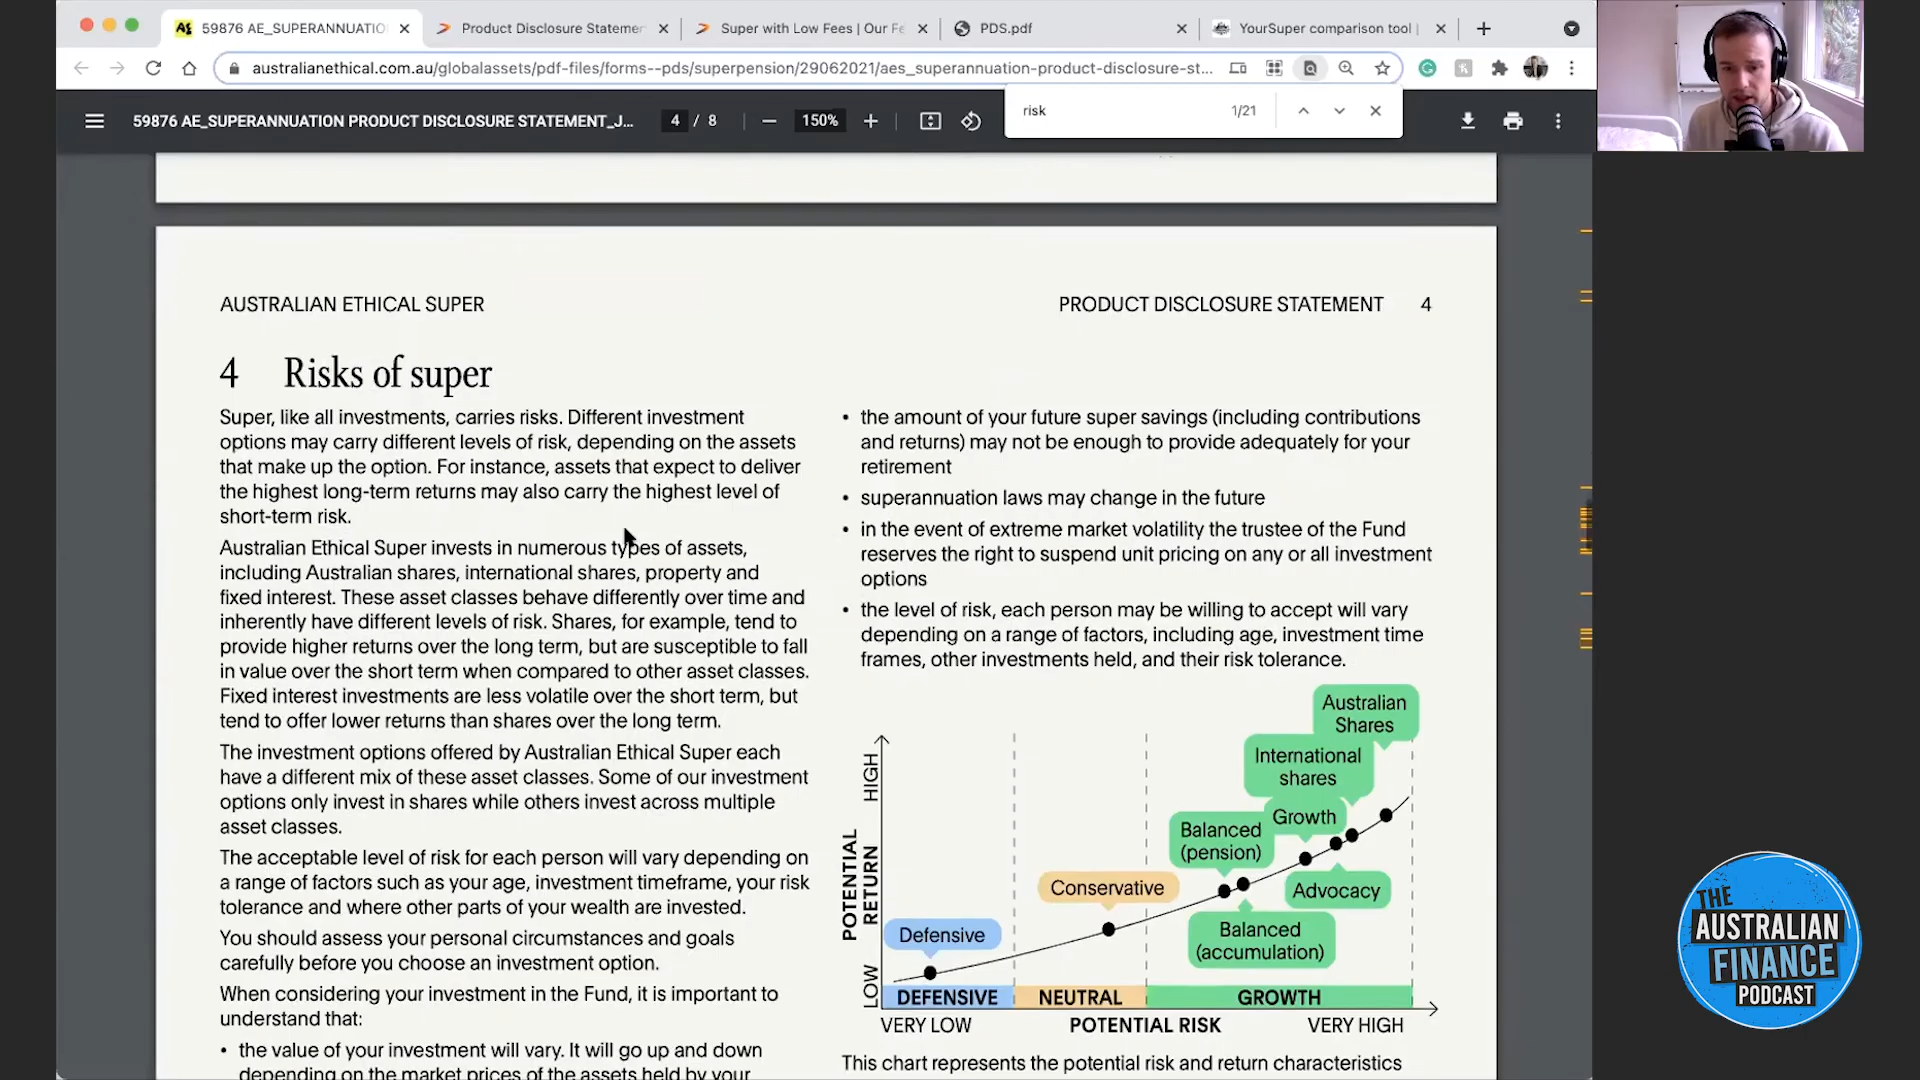 59876 AE_SUPERANNUATIO
Product Disclosure Statemer
Super with Low Fees | Our Fe
PDS.pdf
YourSuper comparison tool |
australianethical.com.au/globalassets/pdf-files/forms--pds/superpension/29062021/aes_superannuation-product-disclosure-st...
risk
1/21
59876 AE_SUPERANNUATION PRODUCT DISCLOSURE STATEMENT_J...
4 / 8
150%
AUSTRALIAN ETHICAL SUPER
PRODUCT DISCLOSURE STATEMENT 4
4 Risks of super
Super, like all investments, carries risks. Different investment
options may carry different levels of risk, depending on the assets
that make up the option. For instance, assets that expect to deliver
the highest long-term returns may also carry the highest level of
short-term risk.
Australian Ethical Super invests in numerous types of assets,
including Australian shares, international shares, property and
fixed interest. These asset classes behave differently over time and
inherently have different levels of risk. Shares, for example, tend to
provide higher returns over the long term, but are susceptible to fall
in value over the short term when compared to other asset classes.
Fixed interest investments are less volatile over the short term, but
tend to offer lower returns than shares over the long term.
The investment options offered by Australian Ethical Super each
have a different mix of these asset classes. Some of our investment
options only invest in shares while others invest across multiple
asset classes.
The acceptable level of risk for each person will vary depending on
a range of factors such as your age, investment timeframe, your risk
tolerance and where other parts of your wealth are invested.
You should assess your personal circumstances and goals
carefully before you choose an investment option.
When considering your investment in the Fund, it is important to
understand that:
• the value of your investment will vary. It will go up and down
depending on the market prices of the assets held by your
• the amount of your future super savings (including contributions
and returns) may not be enough to provide adequately for your
retirement
• superannuation laws may change in the future
• in the event of extreme market volatility the trustee of the Fund
reserves the right to suspend unit pricing on any or all investment
options
• the level of risk, each person may be willing to accept will vary
depending on a range of factors, including age, investment time
frames, other investments held, and their risk tolerance.
Australian
Shares
International
shares
Growth
Balanced
(pension)
Conservative
Advocacy
Defensive
Balanced
(accumulation)
HIGH
POTENTIAL
RETURN
LOW
DEFENSIVE
NEUTRAL
GROWTH
VERY LOW
POTENTIAL RISK
VERY HIGH
This chart represents the potential risk and return characteristics
THE
AUSTRALIAN
FINANCE
PODCAST